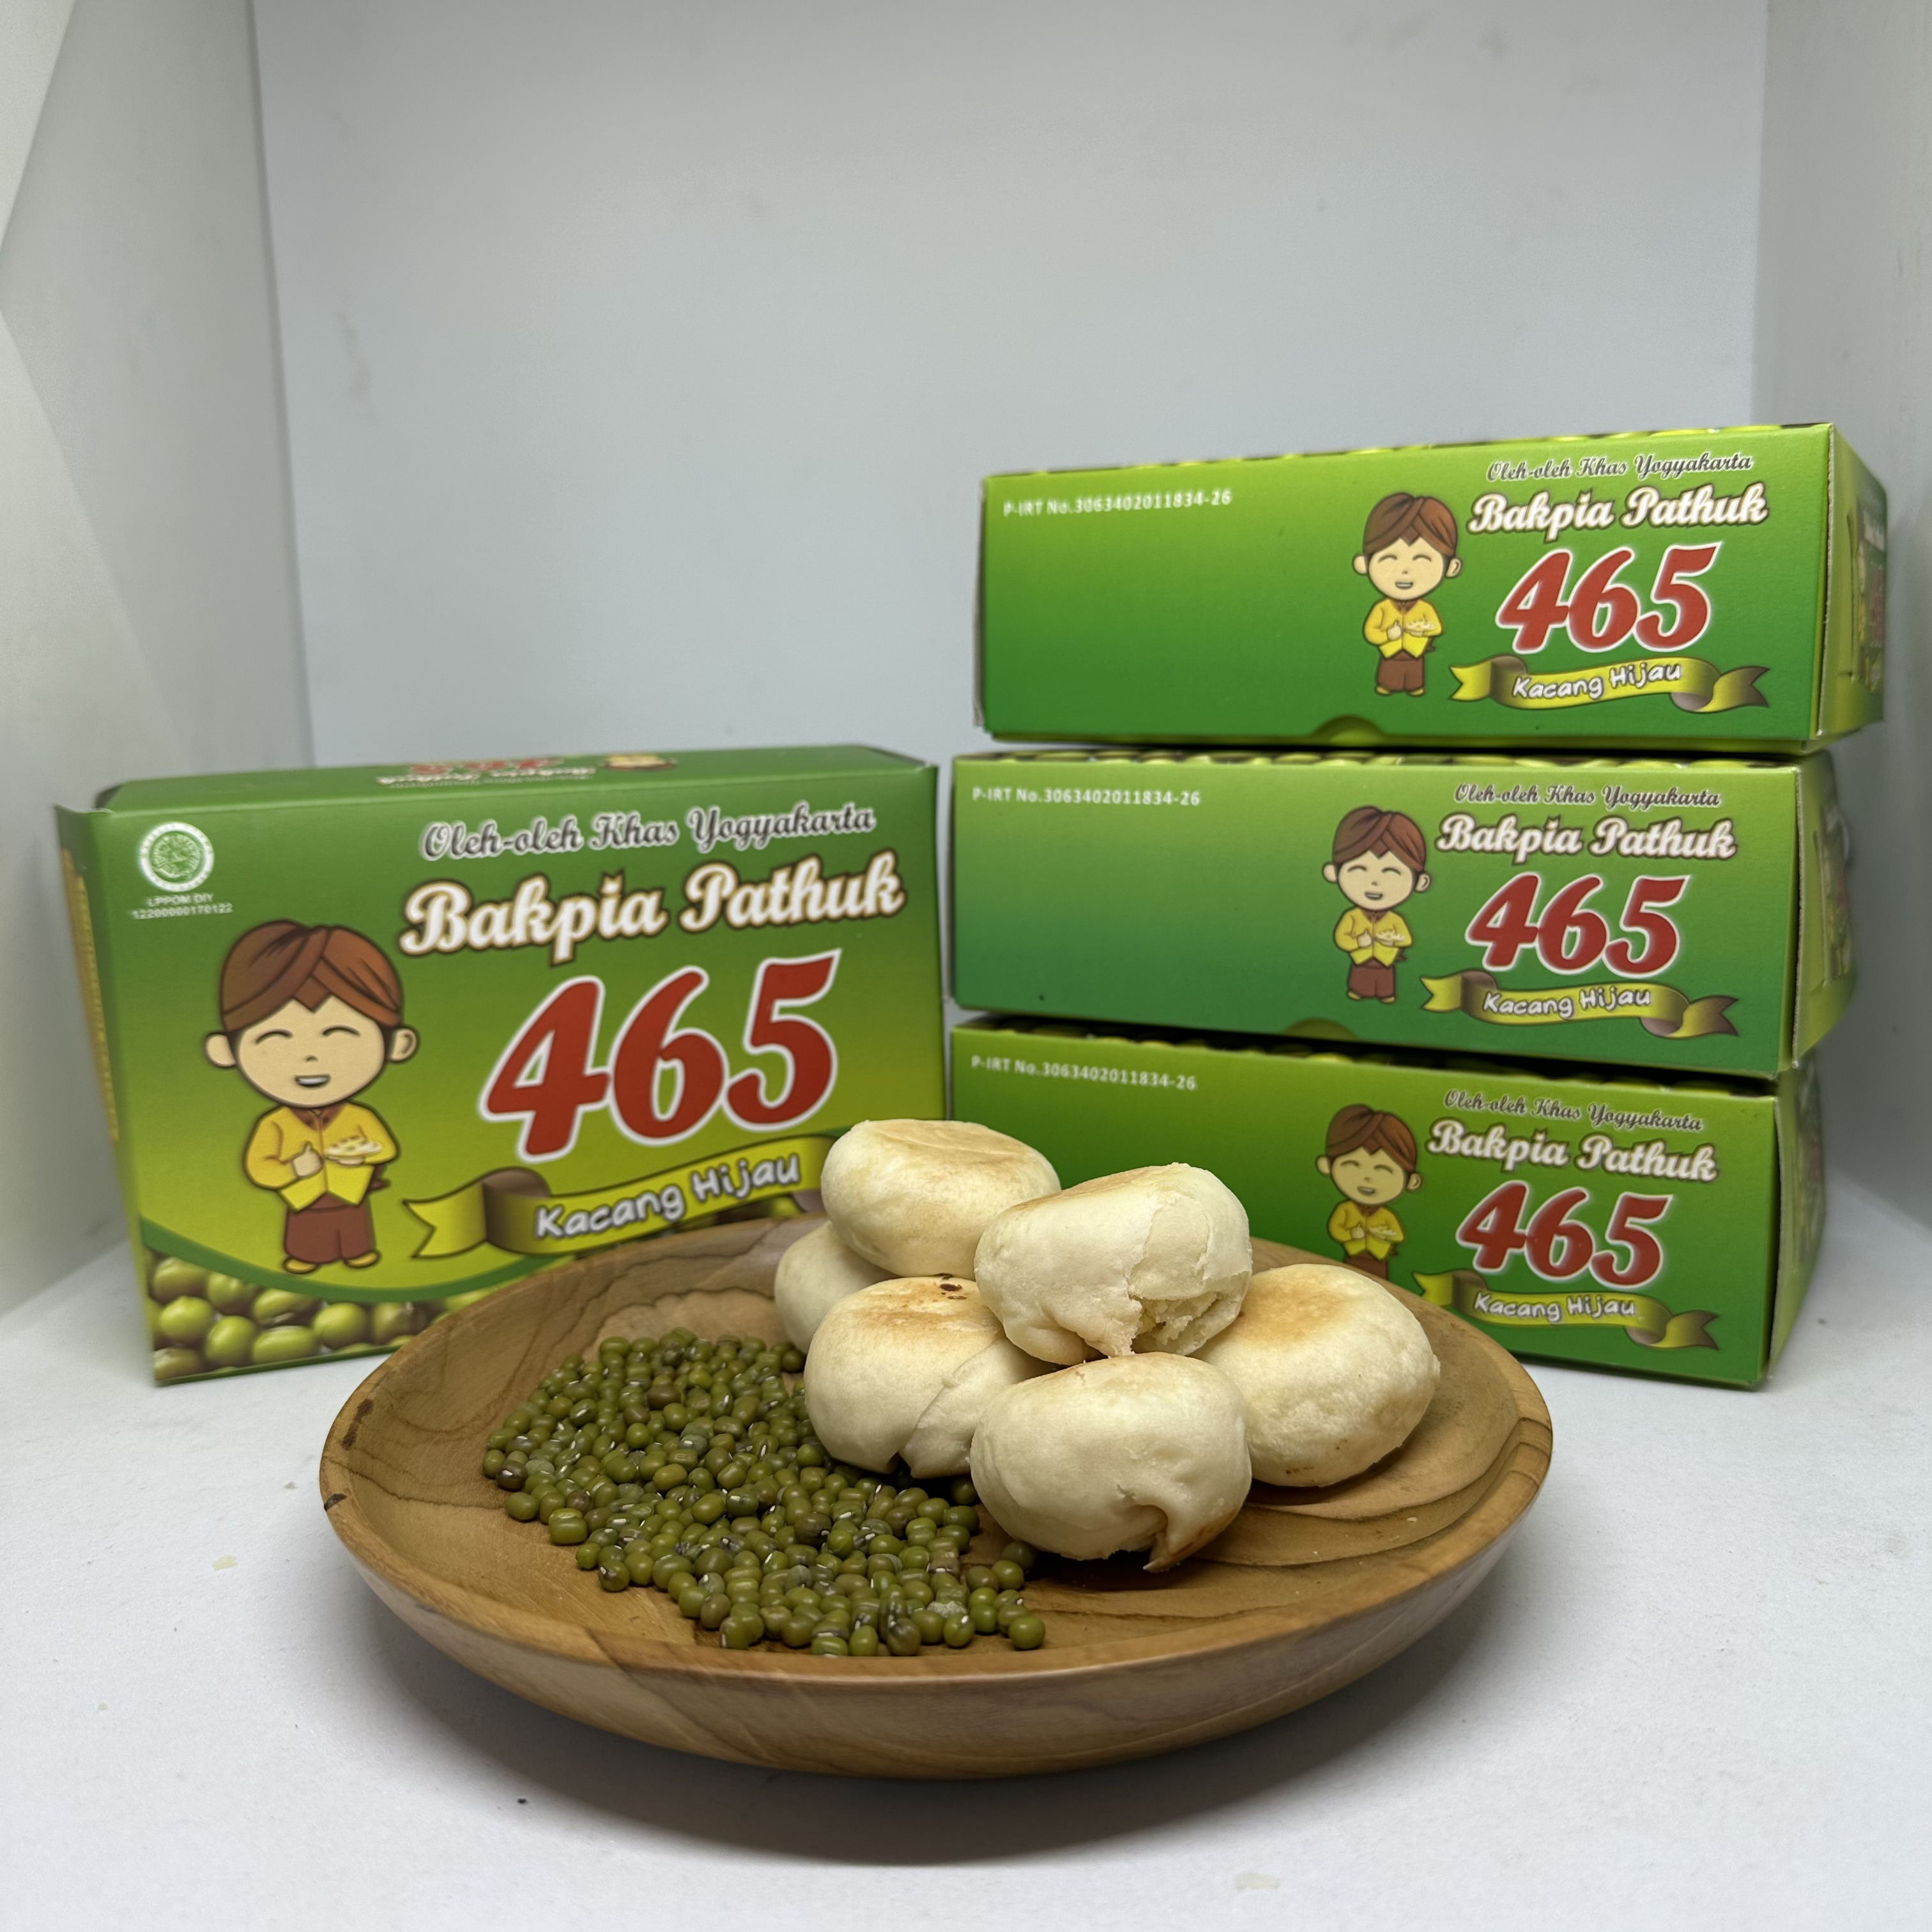 LPPOM DIY
12200000170122
Oleh-oleh Khas Yogyakarta
Bakpia Pathuk
465
Kacang Hijau
P-IRT No.3063402011834-26
Oleh-oleh Khas Yogyakarta
Bakpia Pathuk
465
Kacang Hijau
P-IRT No.3063402011834-26
Oleh-oleh Khas Yogyakarta
Bakpia Pathuk
465
Kacang Hijau
P-IRT No.3063402011834-26
Oleh-oleh Khas Yogyakarta
Bakpia Pathuk
465
Kacang Hijau